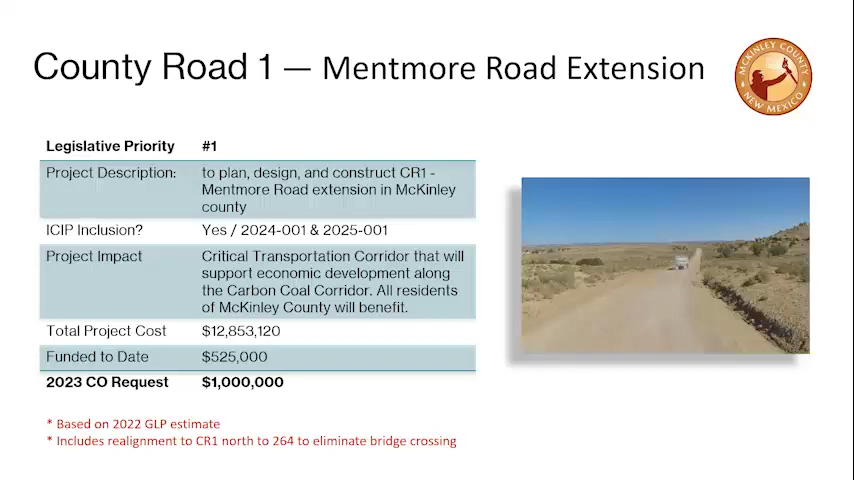 County Road 1 — Mentmore Road Extension
MCKINLEY COUNTY
NEW MEXICO
Legislative Priority #1
Project Description: to plan, design, and construct CR1 -
Mentmore Road extension in McKinley
county
ICIP Inclusion? Yes / 2024-001 & 2025-001
Project Impact Critical Transportation Corridor that will
support economic development along
the Carbon Coal Corridor. All residents
of McKinley County will benefit.
Total Project Cost $12,853,120
Funded to Date $525,000
2023 CO Request $1,000,000
* Based on 2022 GLP estimate
* Includes realignment to CR1 north to 264 to eliminate bridge crossing